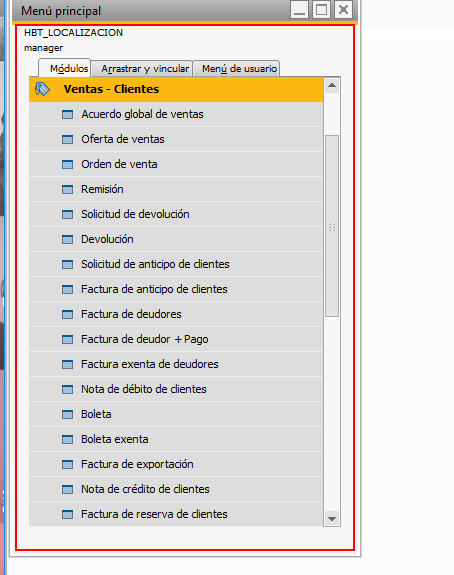 Menú principal
HBT_LOCALIZACION
manager
Módulos Arrastrar y vincular Menú de usuario
Ventas - Clientes
Acuerdo global de ventas
Oferta de ventas
Orden de venta
Remisión
Solicitud de devolución
Devolución
Solicitud de anticipo de clientes
Factura de anticipo de clientes
Factura de deudores
Factura de deudor + Pago
Factura exenta de deudores
Nota de débito de clientes
Boleta
Boleta exenta
Factura de exportación
Nota de crédito de clientes
Factura de reserva de clientes